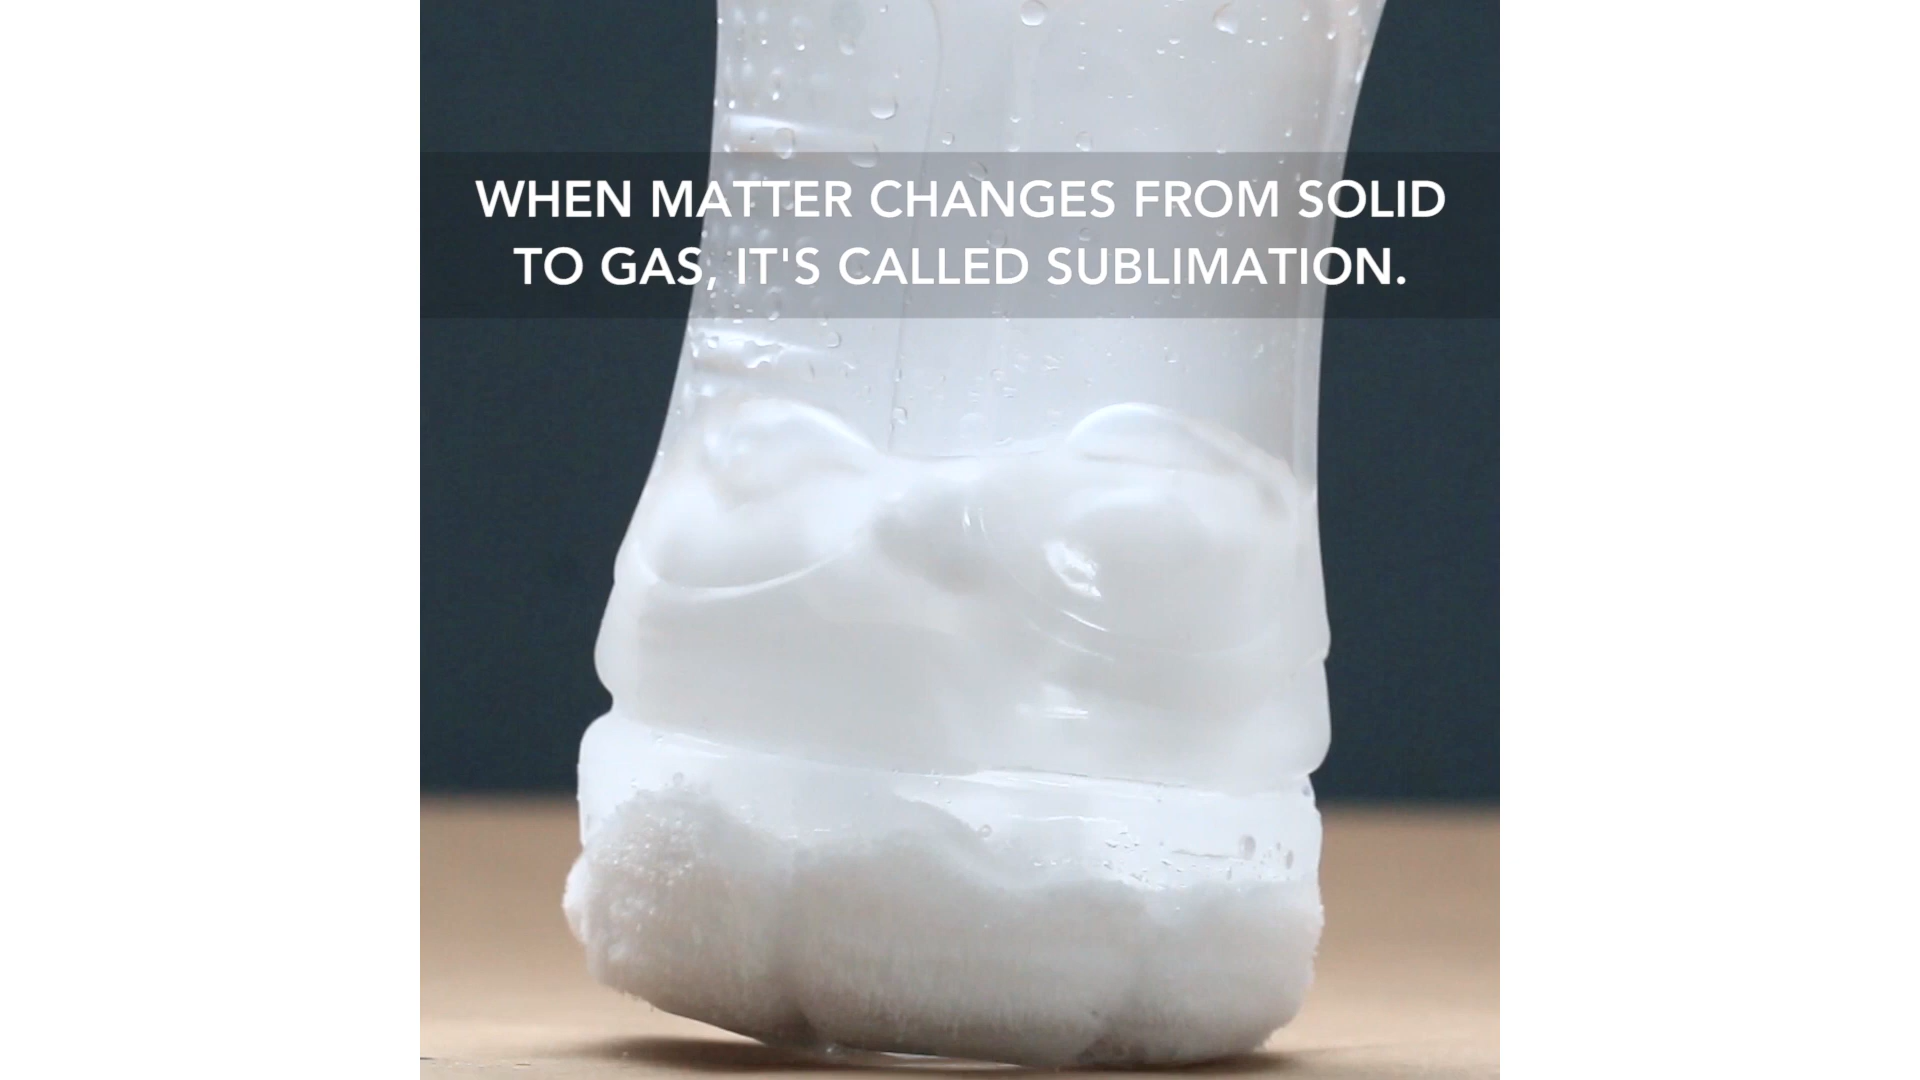 WHEN MATTER CHANGES FROM SOLID
TO GAS, IT'S CALLED SUBLIMATION.